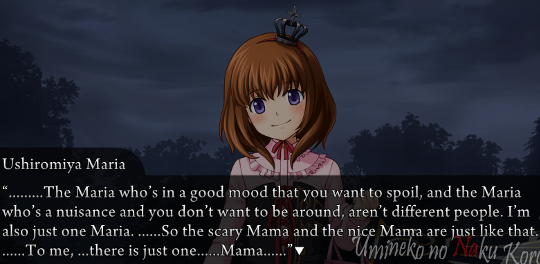 Ushiromiya Maria
“.........The Maria who’s in a good mood that you want to spoil, and the Maria
who’s a nuisance and you don’t want to be around, aren’t different people. I’m
also just one Maria. ......So the scary Mama and the nice Mama are just like that.
......To me, ...there is just one......Mama......”▼
Umineko no Naku Koro